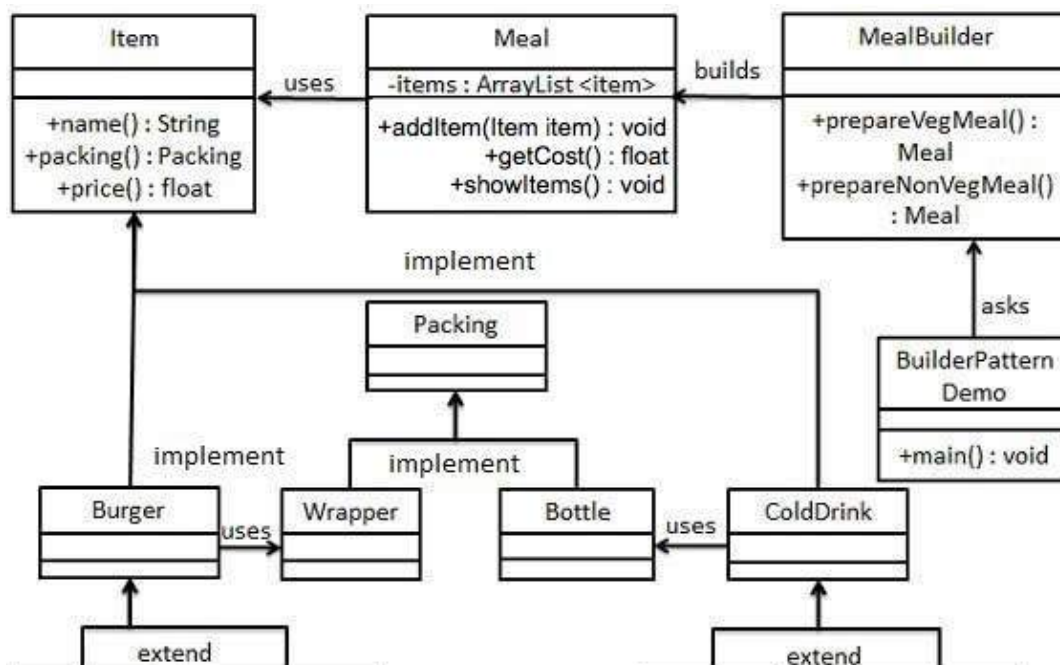 Item
+name() : String
+packing() : Packing
+price() : float
uses
Meal
-items : ArrayList <item>
+addItem(Item item) : void
+getCost() : float
+showItems() : void
builds
MealBuilder
+prepareVegMeal() :
Meal
+prepareNonVegMeal()
: Meal
implement
asks
Packing
BuilderPattern
Demo
+main() : void
implement
implement
Burger
uses
Wrapper
Bottle
uses
ColdDrink
extend
extend